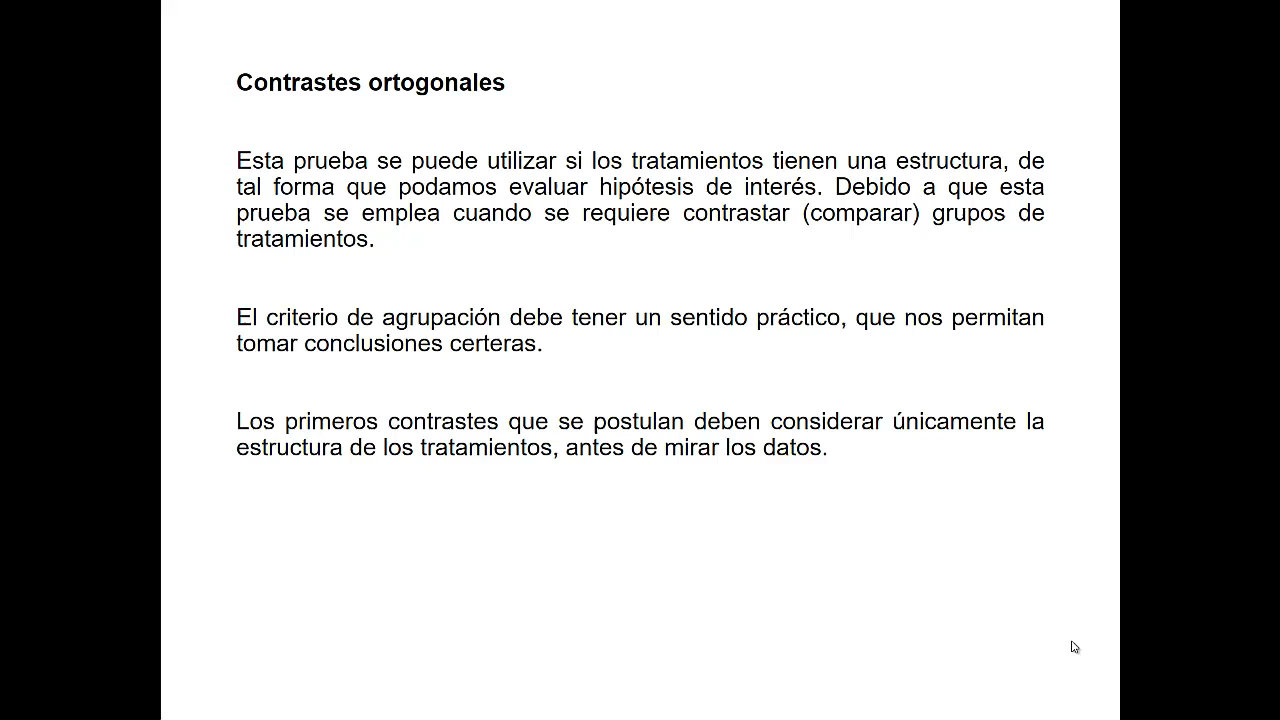 Contrastes ortogonales
Esta prueba se puede utilizar si los tratamientos tienen una estructura, de
tal forma que podamos evaluar hipótesis de interés. Debido a que esta
prueba se emplea cuando se requiere contrastar (comparar) grupos de
tratamientos.
El criterio de agrupación debe tener un sentido práctico, que nos permitan
tomar conclusiones certeras.
Los primeros contrastes que se postulan deben considerar únicamente la
estructura de los tratamientos, antes de mirar los datos.